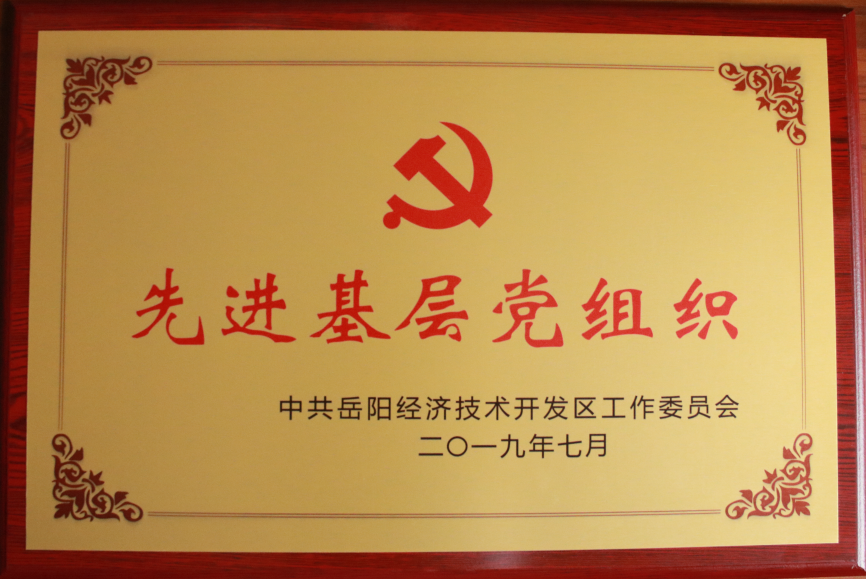 先进基层党组织
中共岳阳经济技术开发区工作委员会
二〇一九年七月